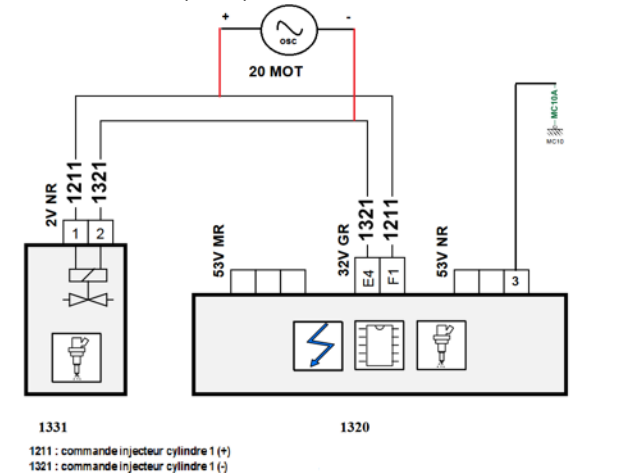 + -
OSC
20 MOT
MC10A
MC10
1211
1321
2V NR
1 2
53V MR
32V GR
1321
1211
53V NR
E4
F1
3
1331
1320
1211 : commande injecteur cylindre 1 (+)
1321 : commande injecteur cylindre 1 (-)